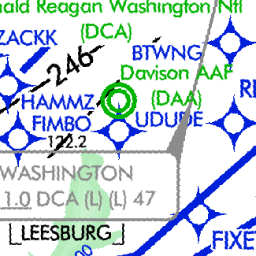 nald Reagan Washington Ntl
(DCA)
ZACKK
BTWNG
246
Davison AAF
(DAA)
HAMMZ
FIMBO
UDUDE
122.2
WASHINGTON
1.0 DCA (L) (L) 47
LEESBURG
FIXE